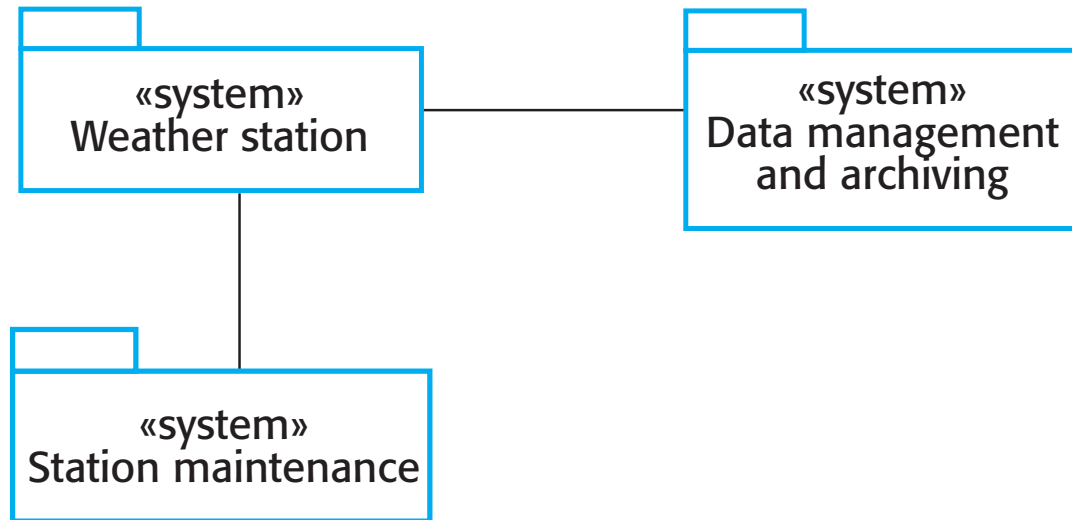 «system»
Weather station
«system»
Data management
and archiving
«system»
Station maintenance